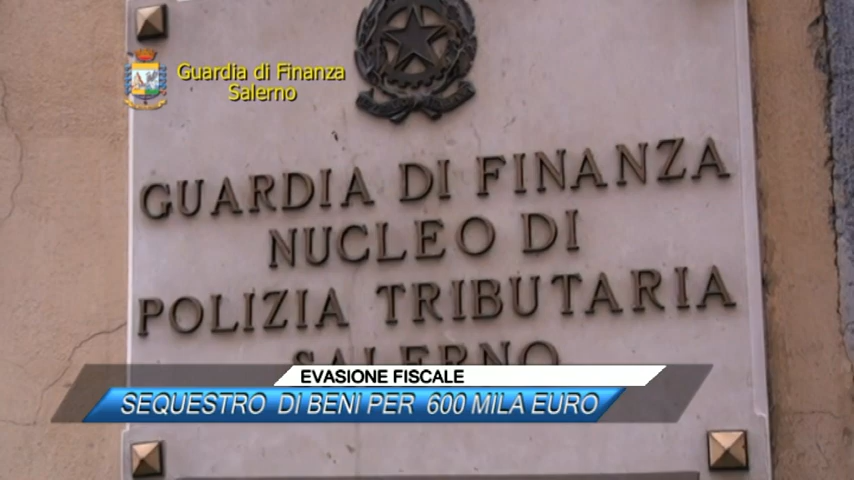 Guardia di Finanza
Salerno
GUARDIA DI FINANZA
NUCLEO DI
POLIZIA TRIBUTARIA
SALERNO
EVASIONE FISCALE
SEQUESTRO DI BENI PER 600 MILA EURO